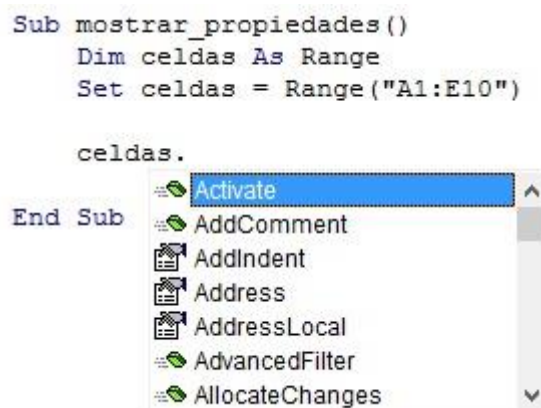 Sub mostrar_propiedades()
Dim celdas As Range
Set celdas = Range("A1:E10")
celdas.
Activate
End Sub
AddComment
AddIndent
Address
AddressLocal
AdvancedFilter
AllocateChanges